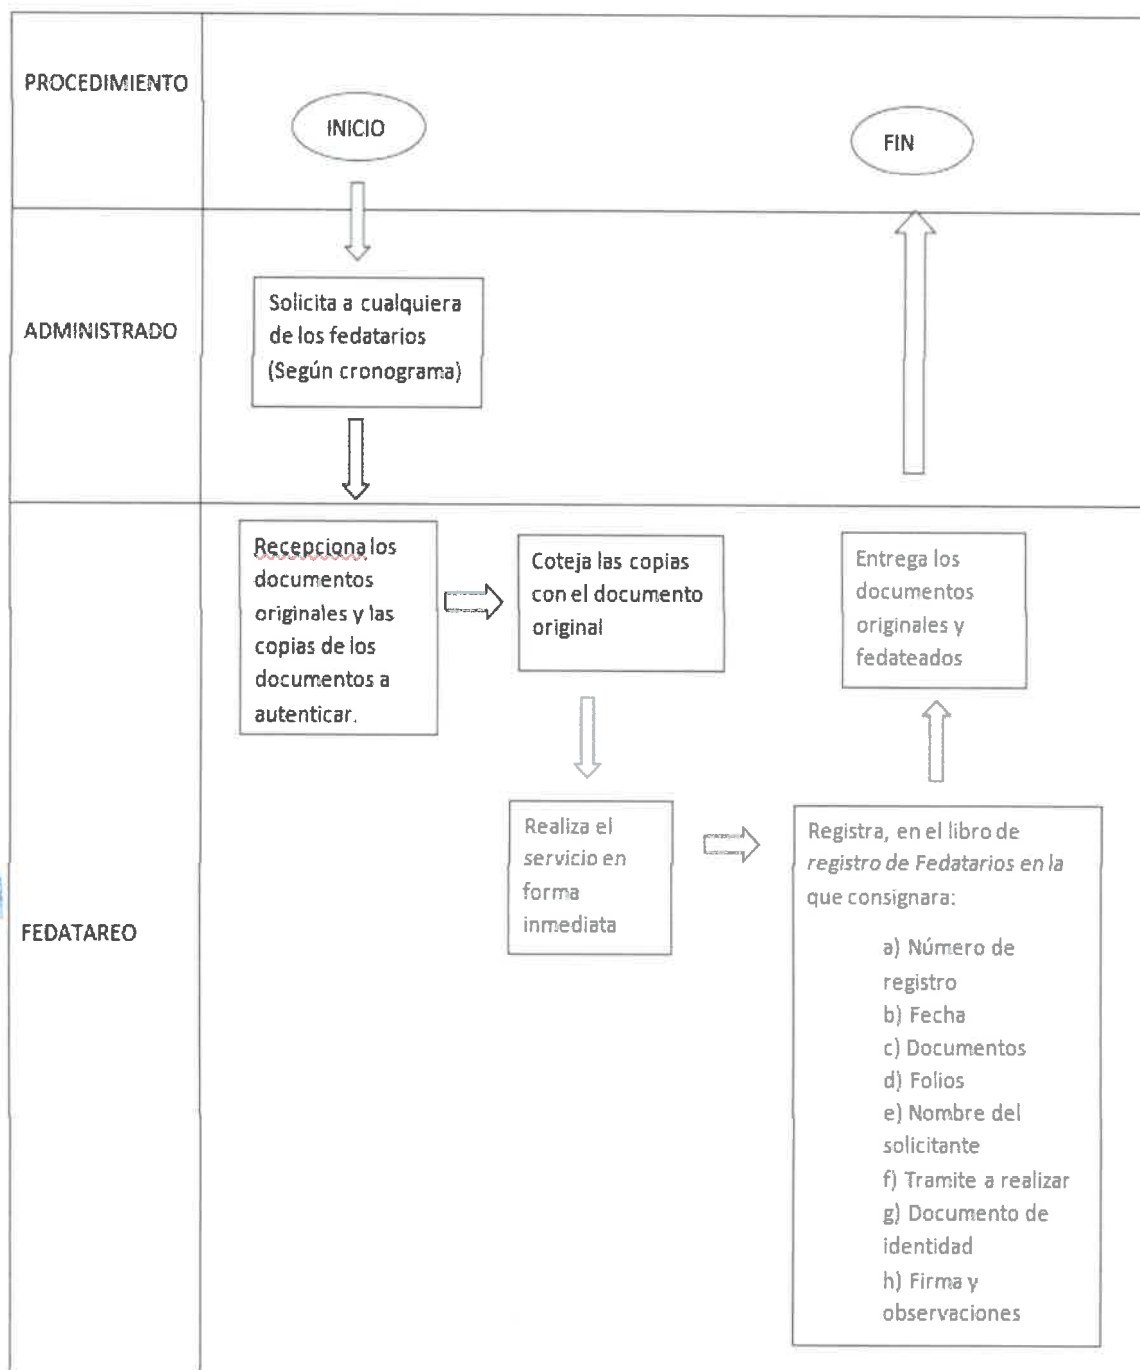 PROCEDIMIENTO
INICIO
FIN
ADMINISTRADO
Solicita a cualquiera
de los fedatarios
(Según cronograma)
FEDATAREO
Recepciona los
documentos
originales y las
copias de los
documentos a
autenticar.
Coteja las copias
con el documento
original
Realiza el
servicio en
forma
inmediata
Registra, en el libro de
registro de Fedatarios en la
que consignara:
a) Número de
registro
b) Fecha
c) Documentos
d) Folios
e) Nombre del
solicitante
f) Tramite a realizar
g) Documento de
identidad
h) Firma y
observaciones
Entrega los
documentos
originales y
fedateados